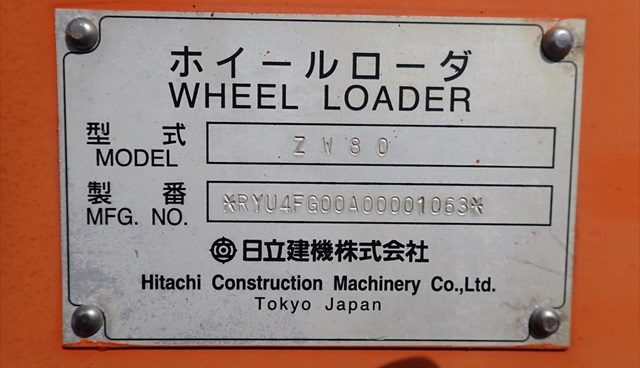 ホイールローダ
WHEEL LOADER
型式 ZW80
MODEL
製番 *RYU4FG00A00001063*
MFG. NO.
日立建機株式会社
Hitachi Construction Machinery Co.,Ltd.
Tokyo Japan